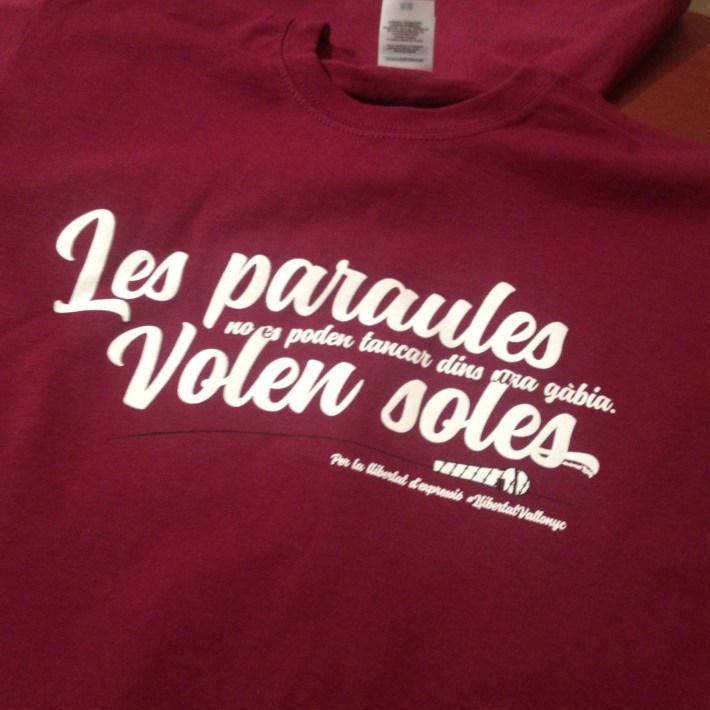 Les paraules
no es poden tancar dins una gàbia.
Volen soles
Per la llibertat d'expressió #LlibertatValtonyc